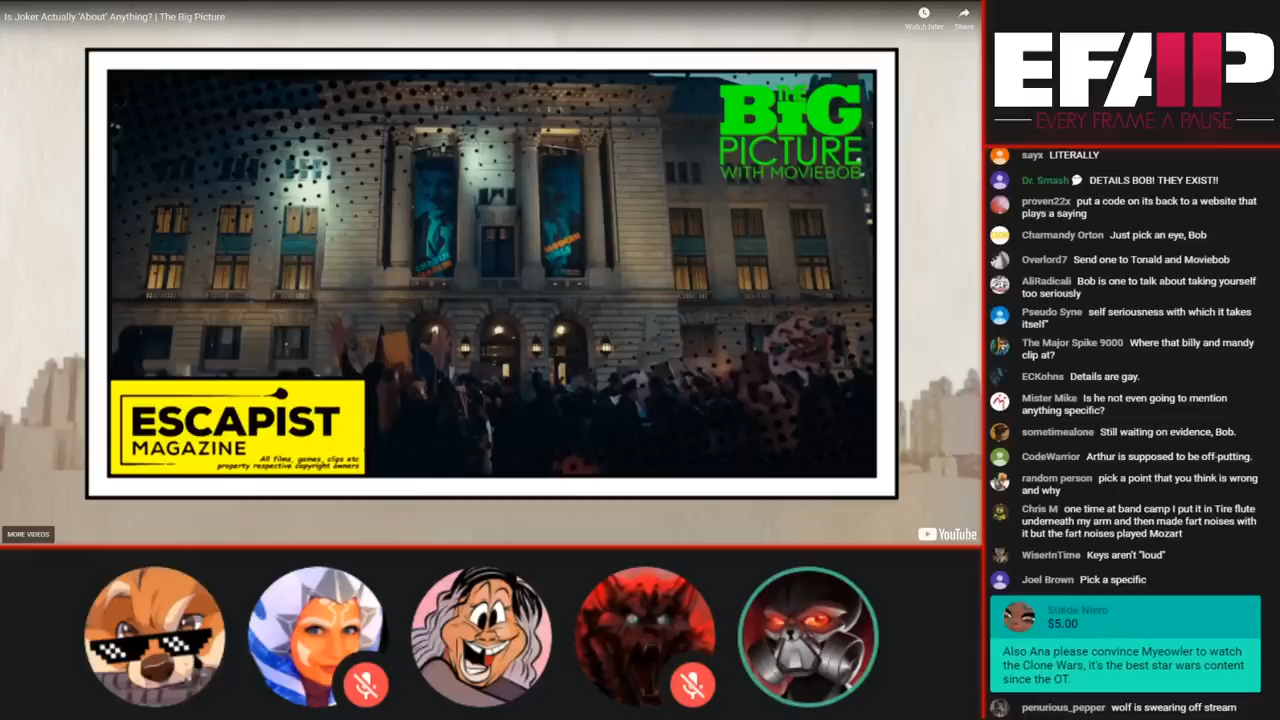 Is Joker Actually 'About' Anything? | The Big Picture
Watch later
Share
THE
BIG
PICTURE
WITH MOVIEBOB
ESCAPIST
MAGAZINE
All films, games, clips etc
property respective copyright owners
MORE VIDEOS
YouTube
EFAP
EVERY FRAME A PAUSE
sayx LITERALLY
Dr. Smash DETAILS BOB! THEY EXIST!!
proven22x put a code on its back to a website that
plays a saying
Charmandy Orton Just pick an eye, Bob
Overlord7 Send one to Tonald and Moviebob
AliRadicali Bob is one to talk about taking yourself
too seriously
Pseudo Syne self seriousness with which it takes
itself"
The Major Spike 9000 Where that billy and mandy
clip at?
ECKohns Details are gay.
Mister Mike Is he not even going to mention
anything specific?
sometimealone Still waiting on evidence, Bob.
CodeWarrior Arthur is supposed to be off-putting.
random person pick a point that you think is wrong
and why
Chris M one time at band camp I put it in Tire flute
underneath my arm and then made fart noises with
it but the fart noises played Mozart
WiserInTime Keys aren't "loud"
Joel Brown Pick a specific
Suede Niero
$5.00
Also Ana please convince Myeowler to watch
the Clone Wars, it's the best star wars content
since the OT.
penurious_pepper wolf is swearing off stream